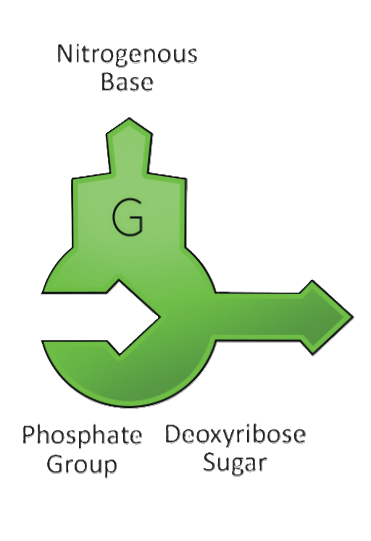 Nitrogenous
Base
G
Phosphate
Group
Deoxyribose
Sugar